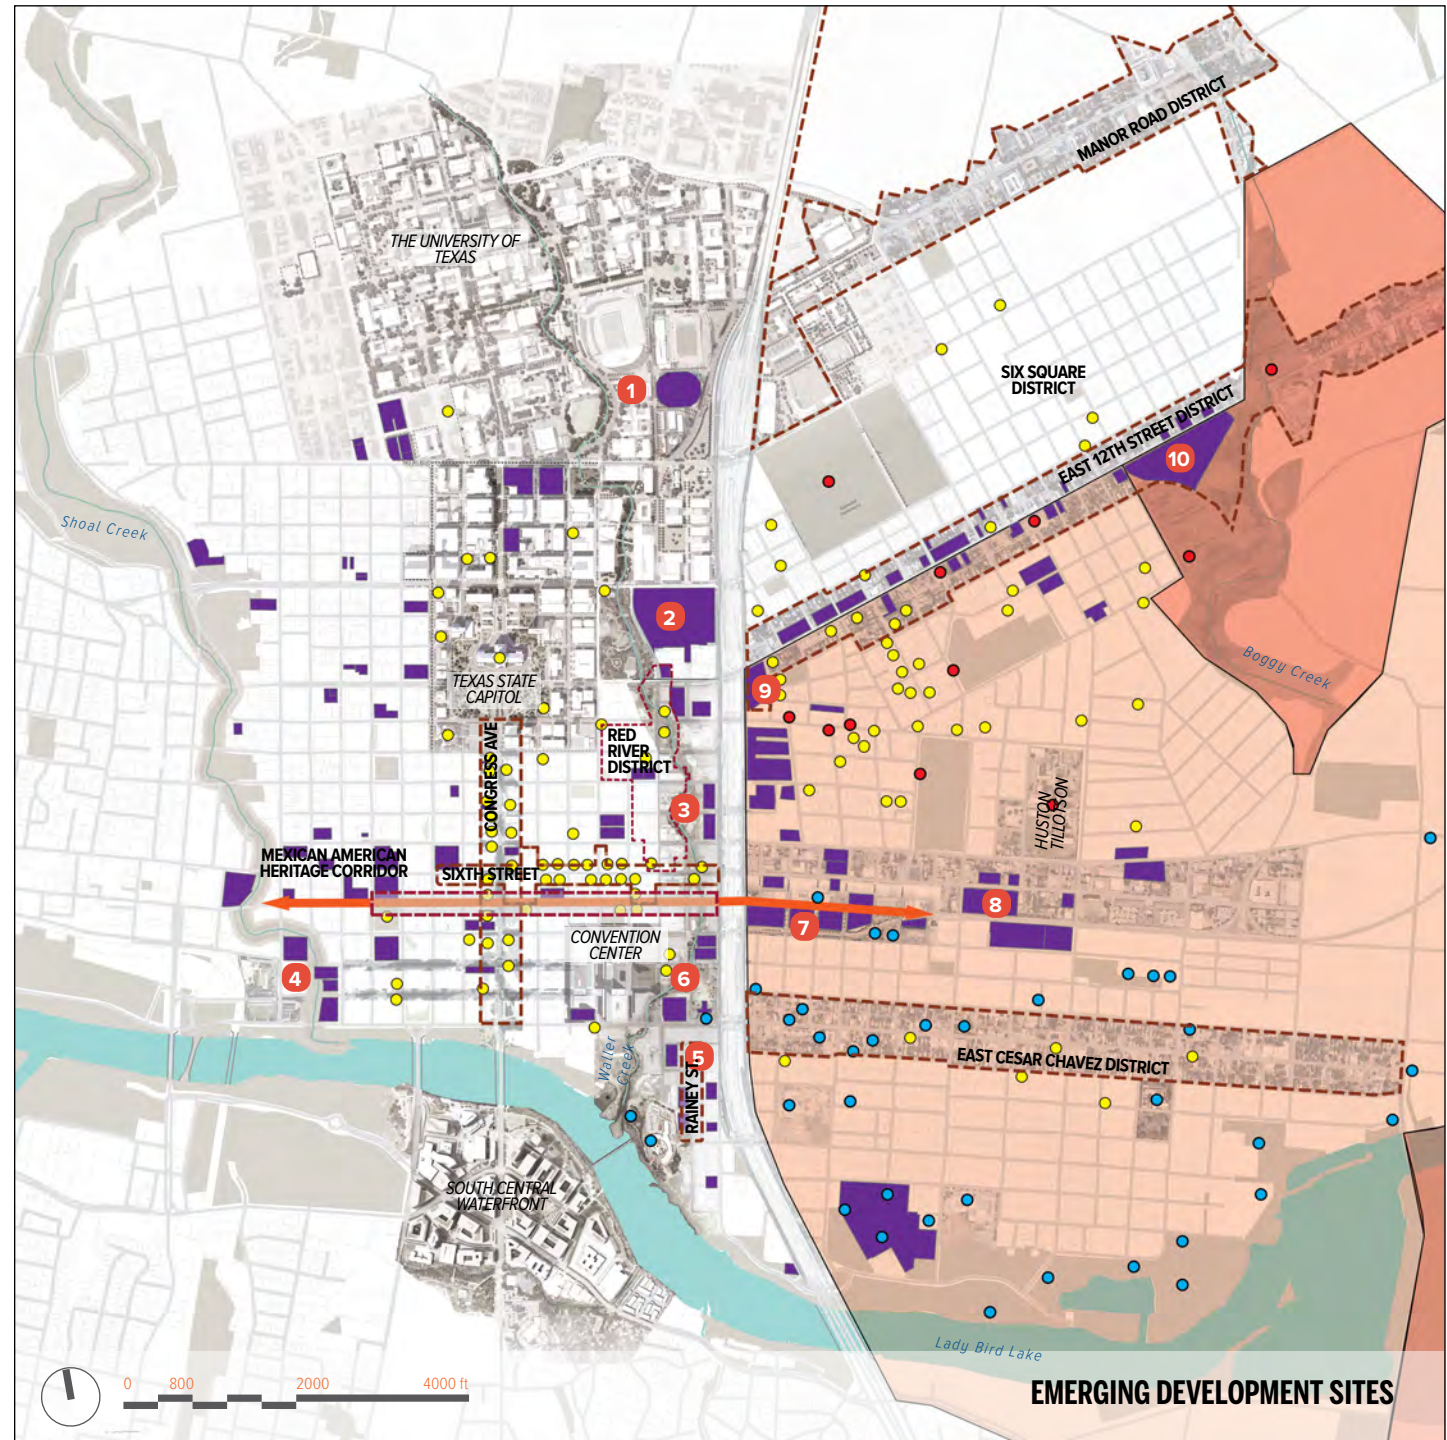 MANOR ROAD DISTRICT
THE UNIVERSITY OF
TEXAS
1
SIX SQUARE
DISTRICT
EAST 12TH STREET DISTRICT
10
Shoal Creek
2
Boggy Creek
TEXAS STATE
CAPITOL
9
CONGRESS AVE
RED
RIVER
DISTRICT
3
HUSTON
TILLOTSON
MEXICAN AMERICAN
HERITAGE CORRIDOR
SIXTH STREET
8
7
CONVENTION
CENTER
4
6
Waller
Creek
5
RAINEY ST.
EAST CESAR CHAVEZ DISTRICT
SOUTH CENTRAL
WATERFRONT
Lady Bird Lake
0 800 2000 4000 ft
EMERGING DEVELOPMENT SITES